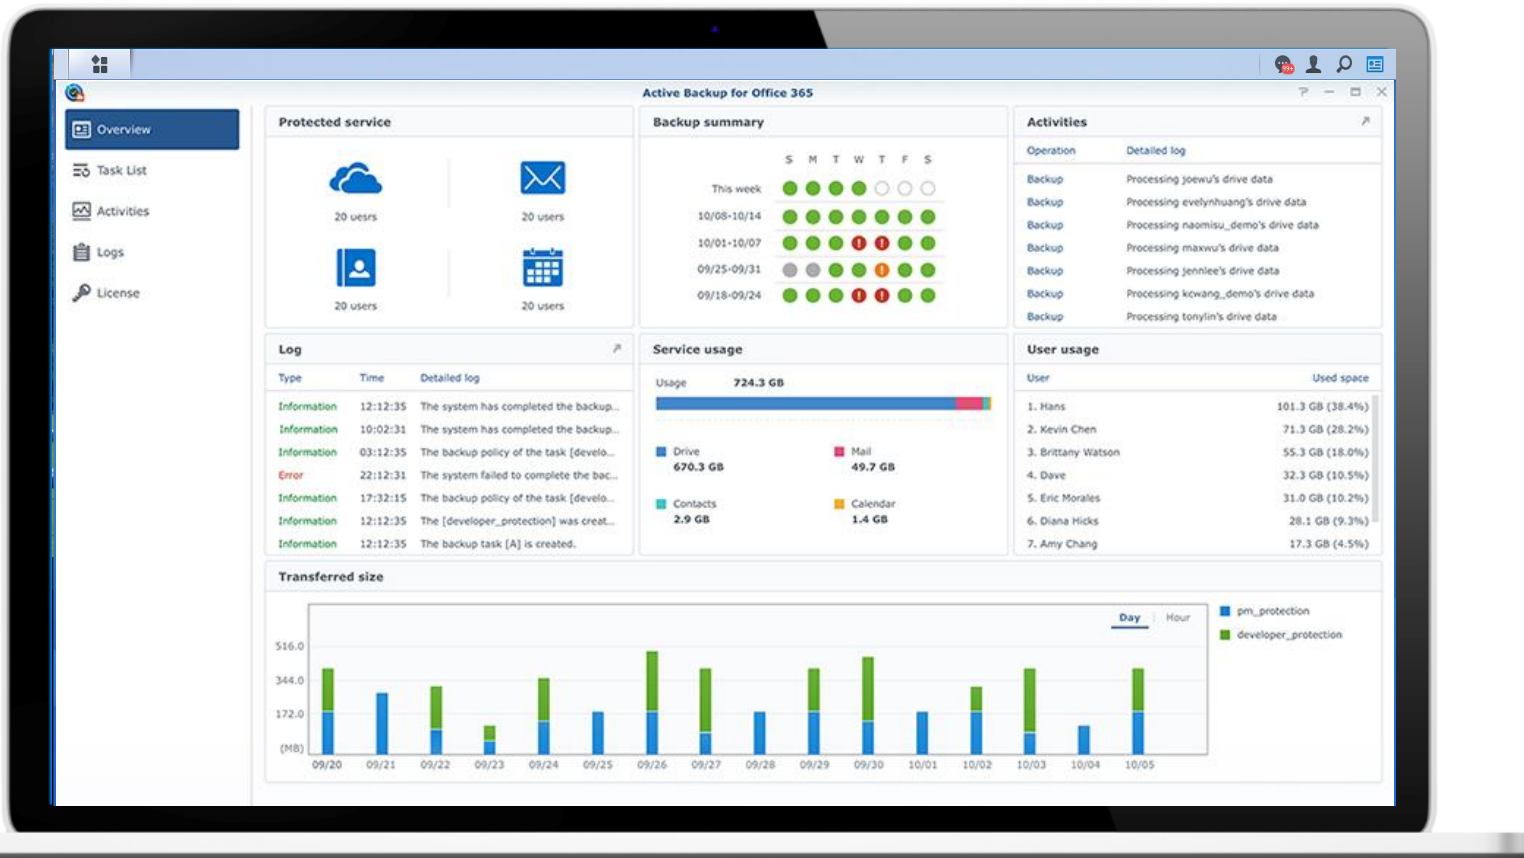 99+
Active Backup for Office 365
?
Overview
Task List
Activities
Logs
License
Protected service
20 uesrs
20 users
20 users
20 users
Backup summary
S M T W T F S
This week
10/08-10/14
10/01-10/07
09/25-09/31
09/18-09/24
Activities
Operation Detailed log
Backup Processing joewu's drive data
Backup Processing evelynhuang's drive data
Backup Processing naomisu_demo's drive data
Backup Processing maxwu's drive data
Backup Processing jennlee's drive data
Backup Processing kcwang_demo's drive data
Backup Processing tonylin's drive data
Log
Type Time Detailed log
Information 12:12:35 The system has completed the backup...
Information 10:02:31 The system has completed the backup...
Information 03:12:35 The backup policy of the task [develo...
Error 22:12:31 The system failed to complete the bac...
Information 17:32:15 The backup policy of the task [develo...
Information 12:12:35 The [developer_protection] was creat...
Information 12:12:35 The backup task [A] is created.
Service usage
Usage 724.3 GB
Drive
670.3 GB
Mail
49.7 GB
Contacts
2.9 GB
Calendar
1.4 GB
User usage
User Used space
1. Hans 101.3 GB (38.4%)
2. Kevin Chen 71.3 GB (28.2%)
3. Brittany Watson 55.3 GB (18.0%)
4. Dave 32.3 GB (10.5%)
5. Eric Morales 31.0 GB (10.2%)
6. Diana Hicks 28.1 GB (9.3%)
7. Amy Chang 17.3 GB (4.5%)
Transferred size
Day Hour
516.0
344.0
172.0
(MB)
09/20 09/21 09/22 09/23 09/24 09/25 09/26 09/27 09/28 09/29 09/30 10/01 10/02 10/03 10/04 10/05
pm_protection
developer_protection